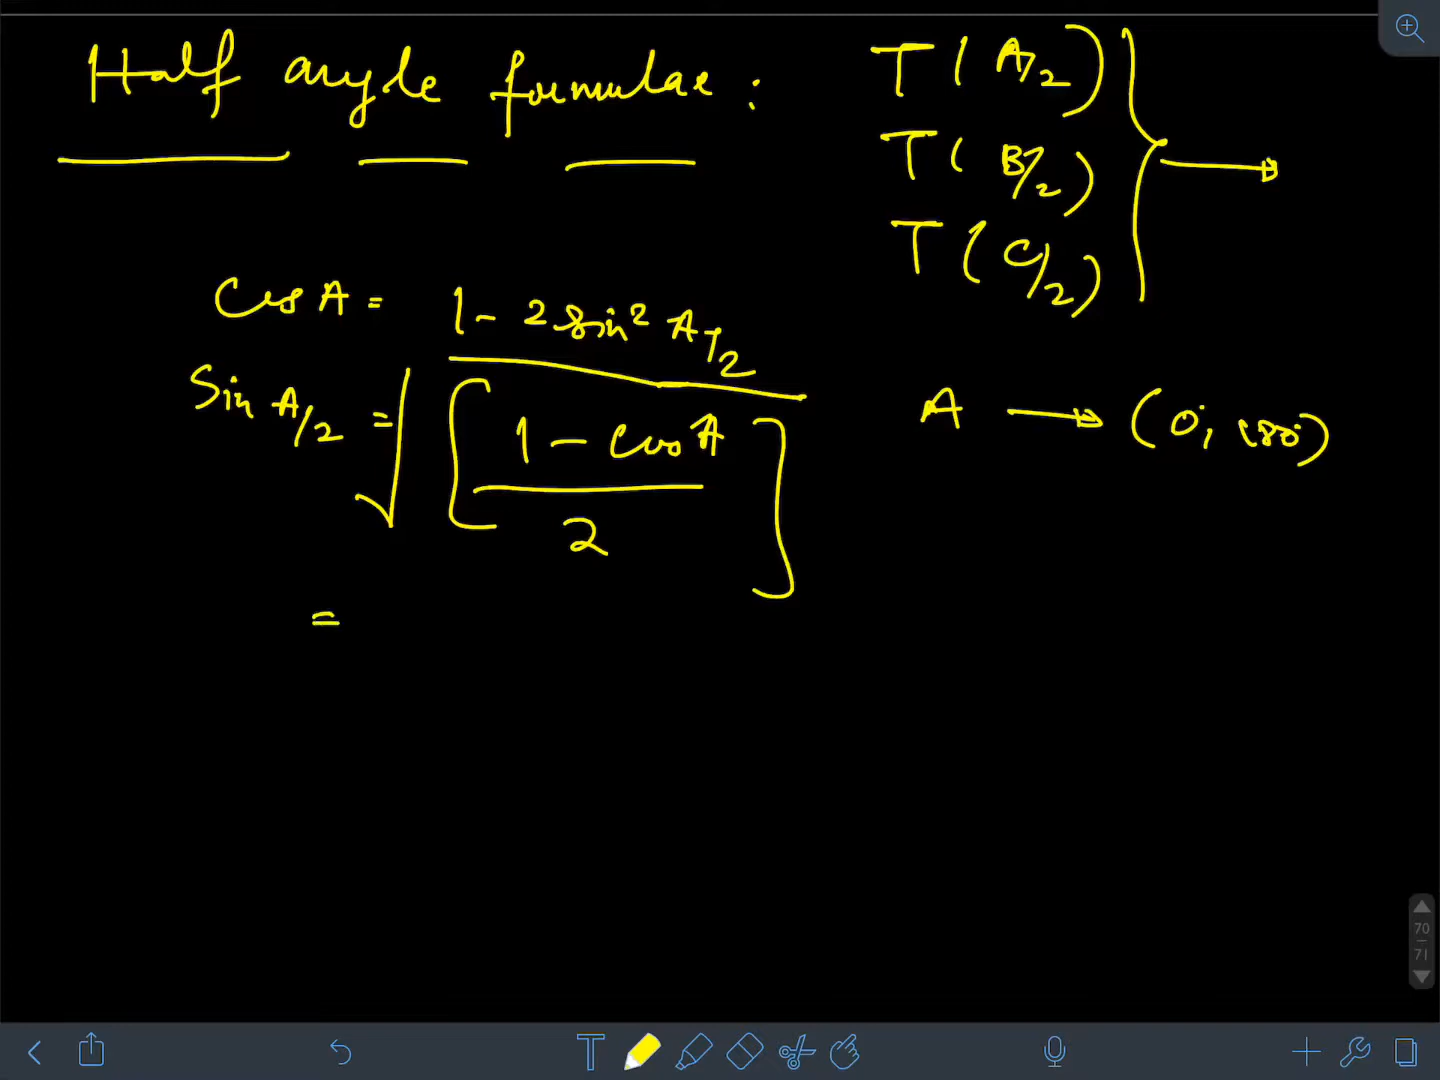 Half angle formulae :
T ( A/2 )
T ( B/2 )
T ( C/2 )
Cos A = 1 - 2 sin² A/2
Sin A/2 = √[ (1 - cos A)/2 ]
A → (0°, 180°)
=
70
71
T